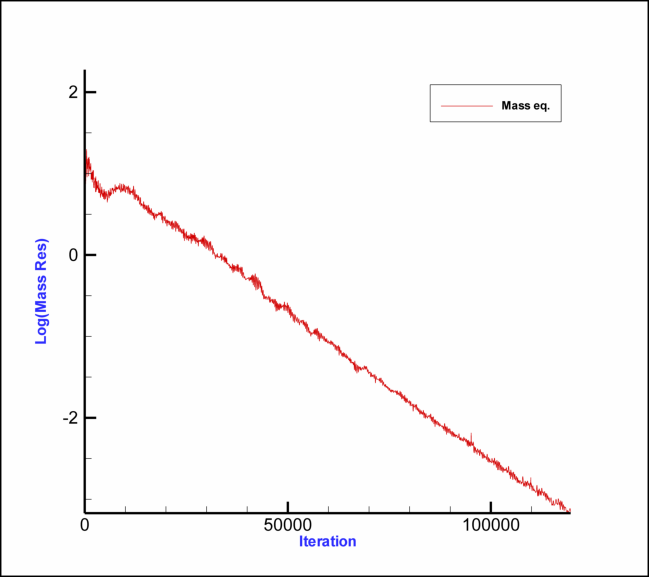 2
Mass eq.
0
Log(Mass Res)
-2
0
50000
100000
Iteration